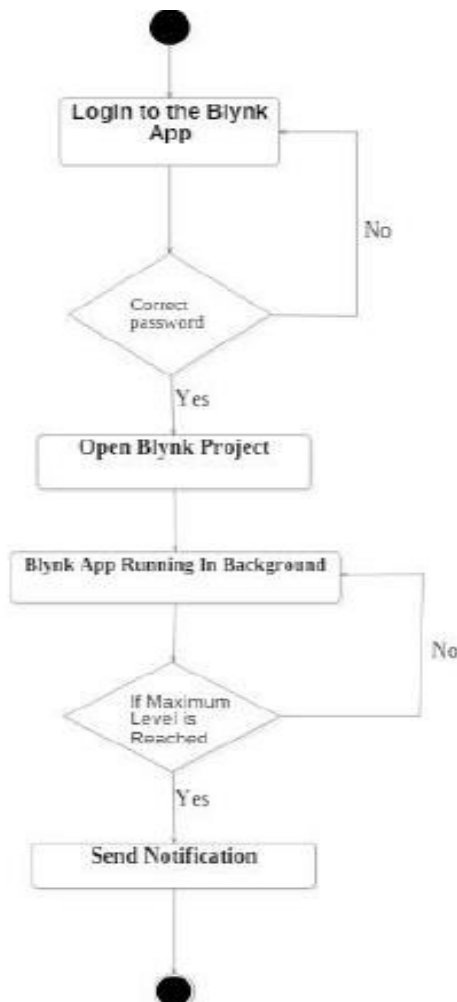 Login to the Blynk
App
No
Correct
password
Yes
Open Blynk Project
Blynk App Running In Background
No
If Maximum
Level is
Reached
Yes
Send Notification